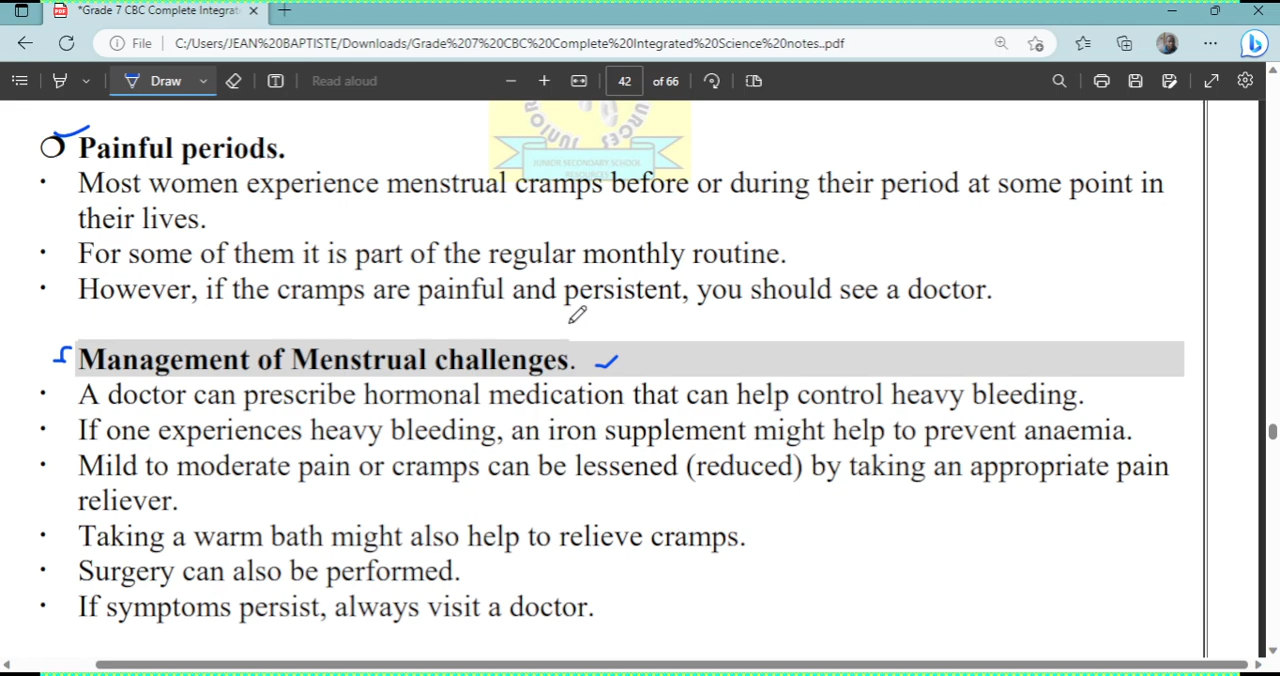 *Grade 7 CBC Complete Integrat
File
C:/Users/JEAN%20BAPTISTE/Downloads/Grade%207%20CBC%20Complete%20Integrated%20Science%20notes..pdf
Draw
Read aloud
42
of 66
URCES
JUNIOR
JUNIOR SECONDARY SCHOOL
RESOURCES
Painful periods.
· Most women experience menstrual cramps before or during their period at some point in
their lives.
· For some of them it is part of the regular monthly routine.
· However, if the cramps are painful and persistent, you should see a doctor.
Management of Menstrual challenges.
· A doctor can prescribe hormonal medication that can help control heavy bleeding.
· If one experiences heavy bleeding, an iron supplement might help to prevent anaemia.
· Mild to moderate pain or cramps can be lessened (reduced) by taking an appropriate pain
reliever.
· Taking a warm bath might also help to relieve cramps.
· Surgery can also be performed.
· If symptoms persist, always visit a doctor.